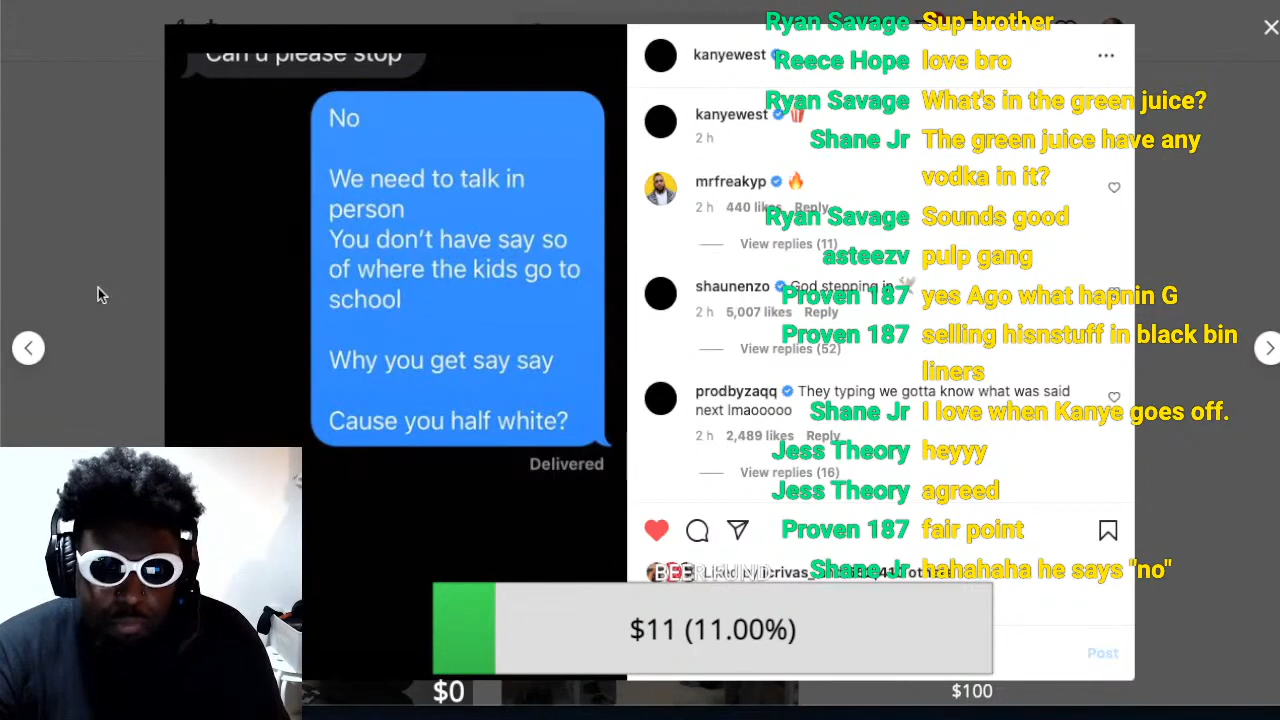 Can u please stop
No
We need to talk in
person
You don't have say so
of where the kids go to
school
Why you get say say
Cause you half white?
Delivered
kanyewest
kanyewest
2 h
mrfreakyp 🔥
2 h 440 likes Reply
View replies (11)
shaunenzo God stepping in
2 h 5,007 likes Reply
View replies (52)
prodbyzaqq They typing we gotta know what was said
next lmaooooo
2 h 2,489 likes Reply
View replies (16)
Post
Ryan Savage Sup brother
Reece Hope love bro
Ryan Savage What's in the green juice?
Shane Jr The green juice have any
vodka in it?
Ryan Savage Sounds good
asteezv pulp gang
Proven 187 yes Ago what hapnin G
Proven 187 selling hisnstuff in black bin
liners
Shane Jr I love when Kanye goes off.
Jess Theory heyyy
Jess Theory agreed
Proven 187 fair point
Shane Jr hahahaha he says "no"
BEER FUND
$11 (11.00%)
$0
$100